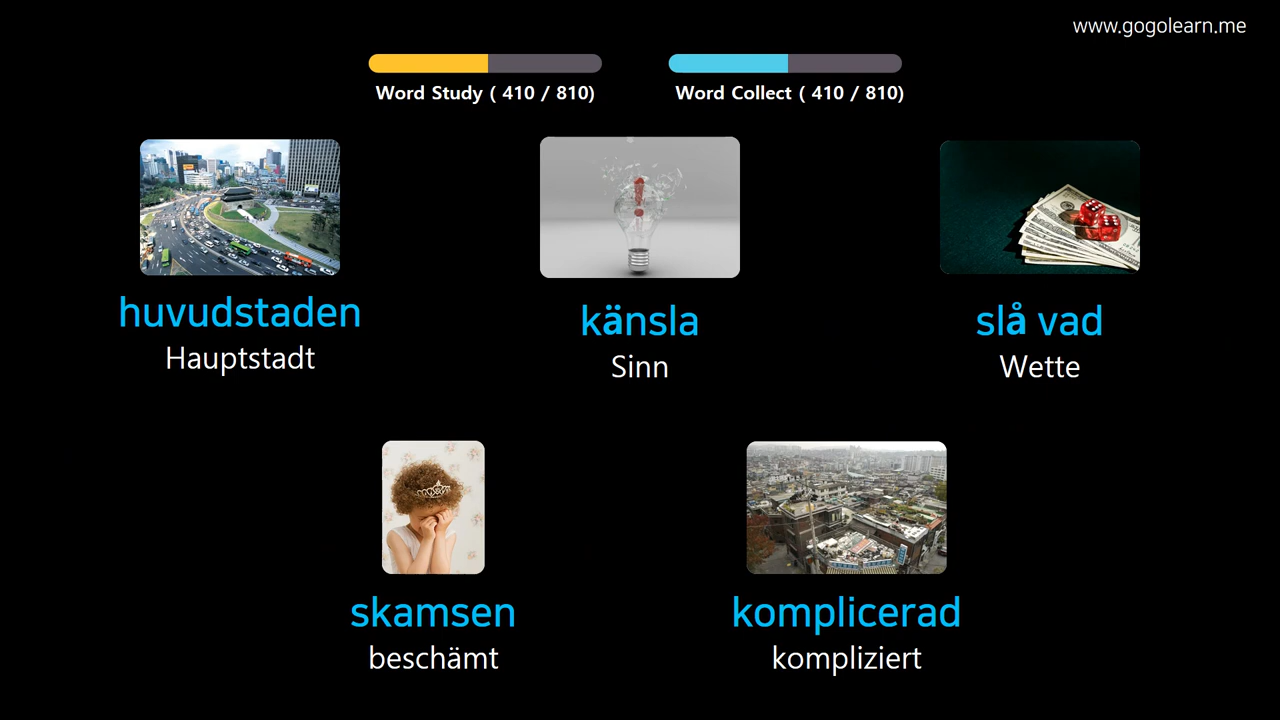 www.gogolearn.me
Word Study ( 410 / 810)
Word Collect ( 410 / 810)
huvudstaden
Hauptstadt
känsla
Sinn
slå vad
Wette
skamsen
beschämt
komplicerad
kompliziert